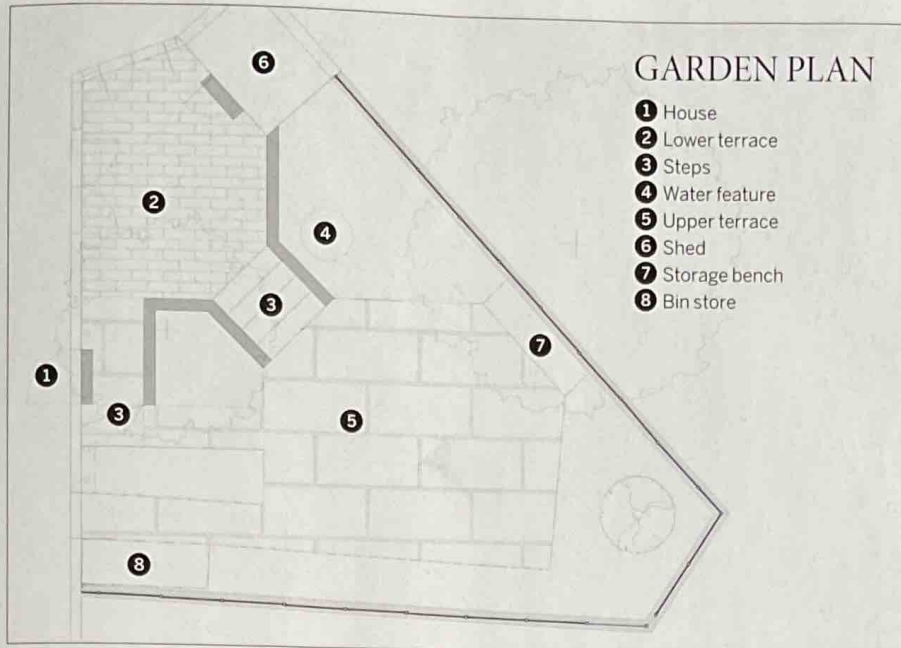 GARDEN PLAN
1 House
2 Lower terrace
3 Steps
4 Water feature
5 Upper terrace
6 Shed
7 Storage bench
8 Bin store
6
2
4
3
7
1
3
5
8